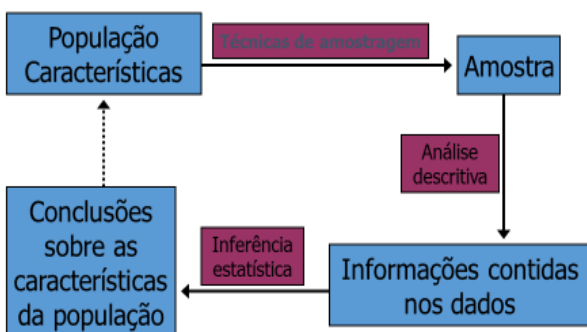 População
Características
Técnicas de amostragem
Amostra
Análise
descritiva
Informações contidas
nos dados
Inferência
estatística
Conclusões
sobre as
características
da população